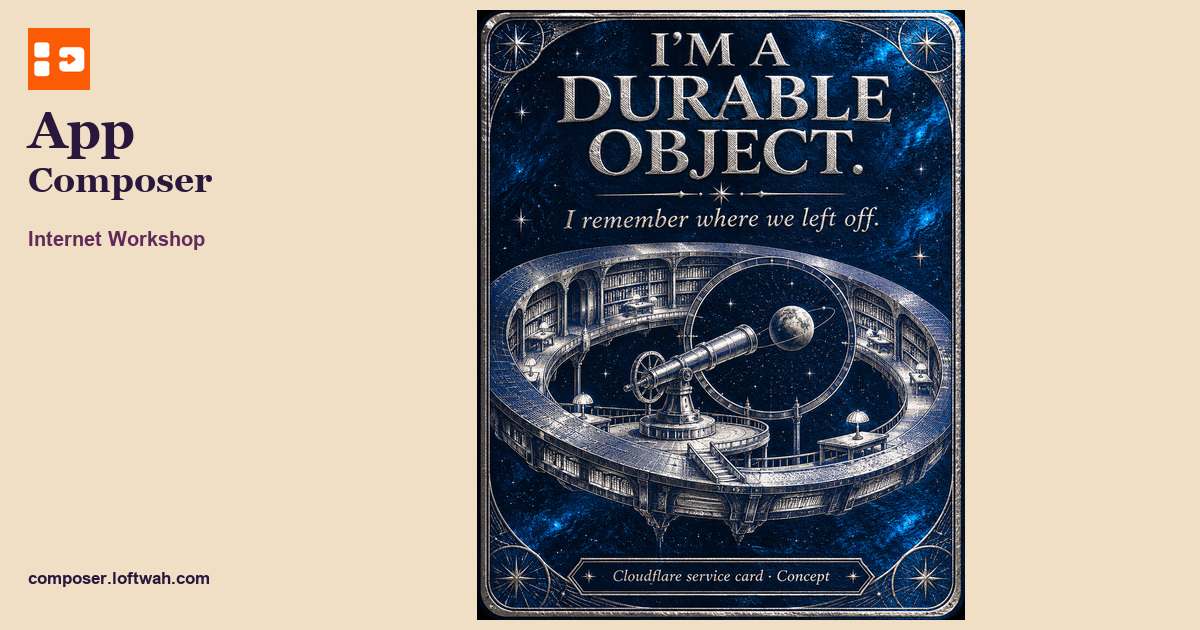 App
Composer
Internet Workshop
composer.loftwah.com
I'M A
DURABLE
OBJECT.
I remember where we left off.
Cloudflare service card · Concept